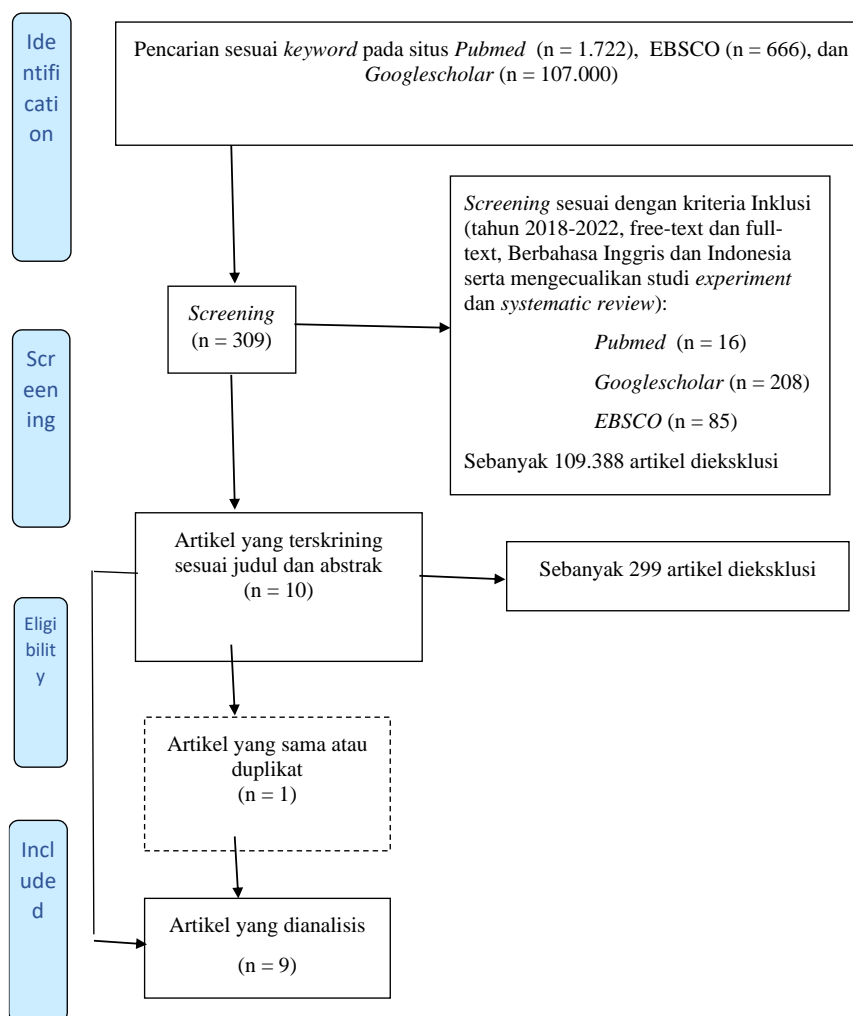 Ide
ntifi
cati
on
Pencarian sesuai keyword pada situs Pubmed (n = 1.722), EBSCO (n = 666), dan
Googlescholar (n = 107.000)
Screening sesuai dengan kriteria Inklusi
(tahun 2018-2022, free-text dan full-
text, Berbahasa Inggris dan Indonesia
serta mengecualikan studi experiment
dan systematic review):
Pubmed (n = 16)
Googlescholar (n = 208)
EBSCO (n = 85)
Sebanyak 109.388 artikel dieksklusi
Screening
(n = 309)
Scr
een
ing
Artikel yang terskrining
sesuai judul dan abstrak
(n = 10)
Sebanyak 299 artikel dieksklusi
Eligi
bilit
y
Artikel yang sama atau
duplikat
(n = 1)
Incl
ude
d
Artikel yang dianalisis
(n = 9)